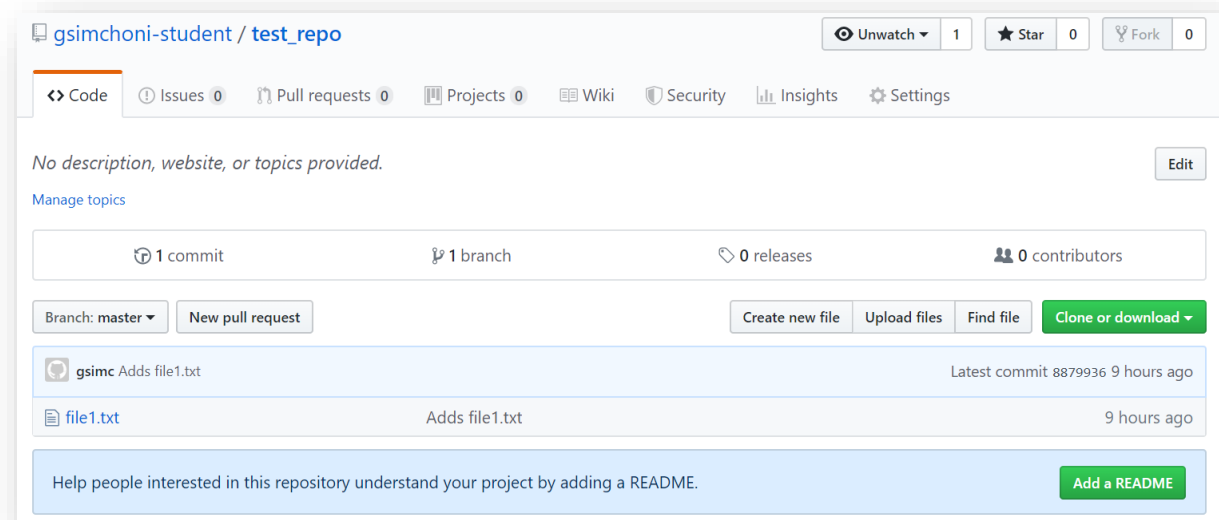 gsimchoni-student / test_repo Unwatch 1 Star 0 Fork 0
Code Issues 0 Pull requests 0 Projects 0 Wiki Security Insights Settings
No description, website, or topics provided. Edit
Manage topics
1 commit 1 branch 0 releases 0 contributors
Branch: master New pull request Create new file Upload files Find file Clone or download
gsimc Adds file1.txt Latest commit 8879936 9 hours ago
file1.txt Adds file1.txt 9 hours ago
Help people interested in this repository understand your project by adding a README. Add a README